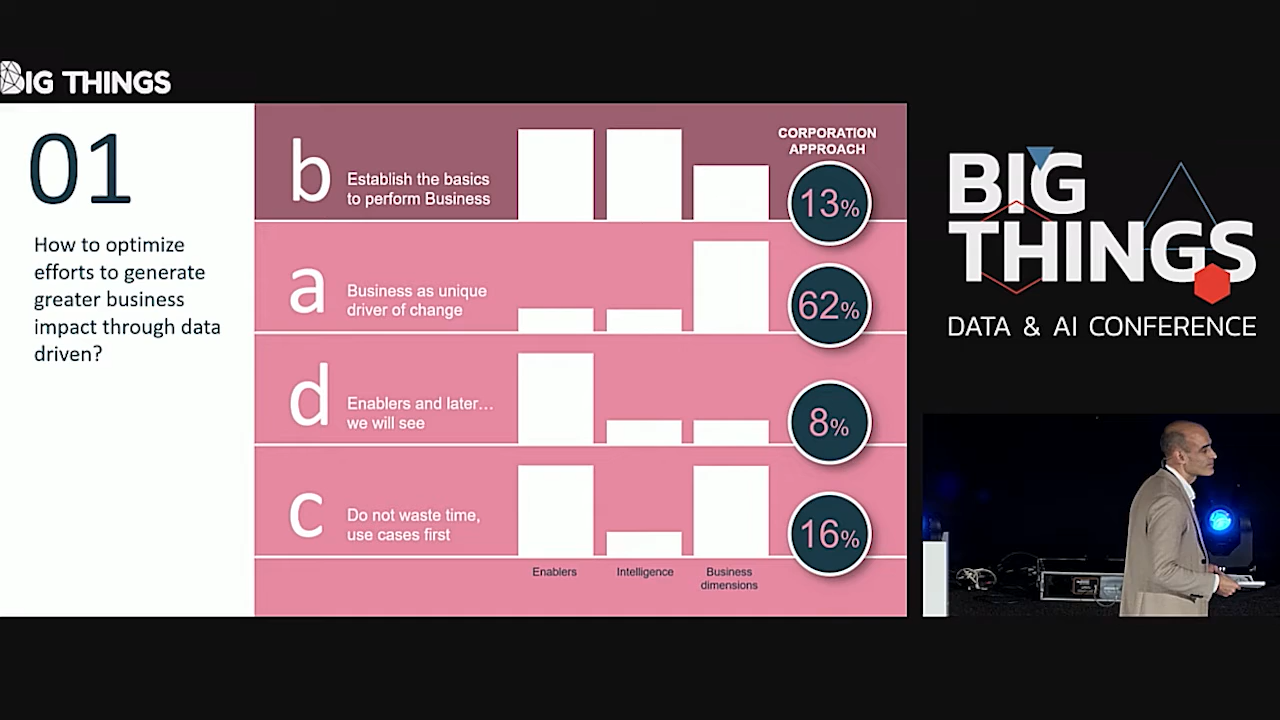 BIG THINGS
01
How to optimize
efforts to generate
greater business
impact through data
driven?
CORPORATION
APPROACH
b
Establish the basics
to perform Business
13%
a
Business as unique
driver of change
62%
d
Enablers and later…
we will see
8%
c
Do not waste time,
use cases first
16%
Enablers
Intelligence
Business
dimensions
BIG
THINGS
DATA & AI CONFERENCE